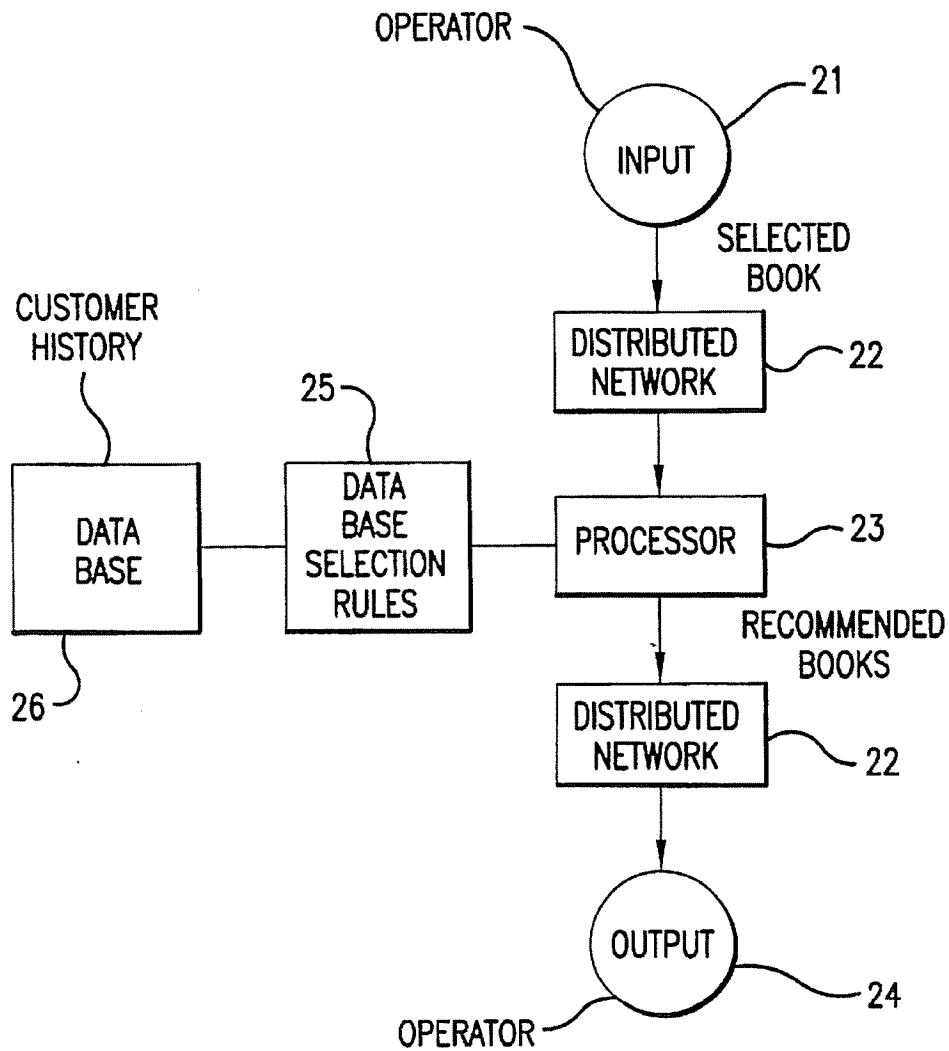 OPERATOR
21
INPUT
SELECTED
BOOK
CUSTOMER
HISTORY
DISTRIBUTED
NETWORK
22
25
DATA
BASE
DATA
BASE
SELECTION
RULES
PROCESSOR
23
26
RECOMMENDED
BOOKS
DISTRIBUTED
NETWORK
22
OUTPUT
24
OPERATOR